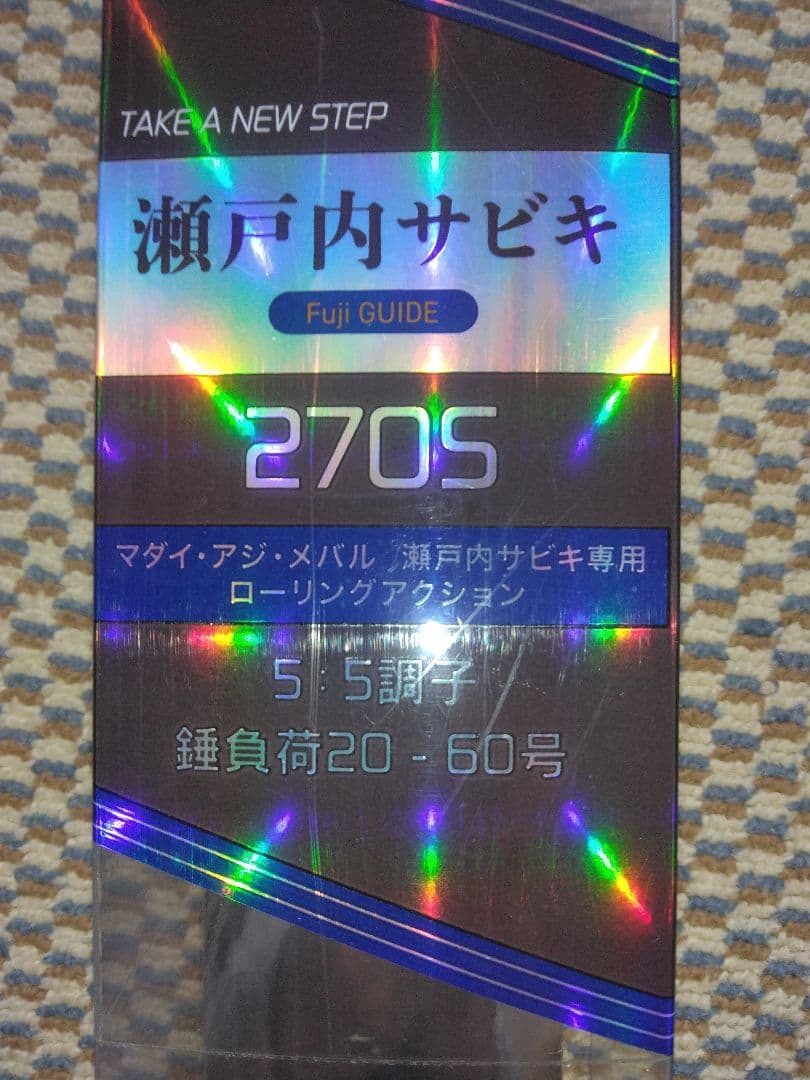 TAKE A NEW STEP
瀬戸内サビキ
Fuji GUIDE
270S
マダイ・アジ・メバル 瀬戸内サビキ専用
ローリングアクション
5:5調子
錘負荷20-60号